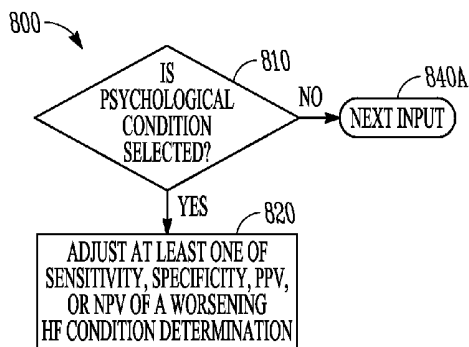 800
810
IS
PSYCHOLOGICAL
CONDITION
SELECTED?
NO
840A
NEXT INPUT
YES
820
ADJUST AT LEAST ONE OF
SENSITIVITY, SPECIFICITY, PPV,
OR NPV OF A WORSENING
HF CONDITION DETERMINATION